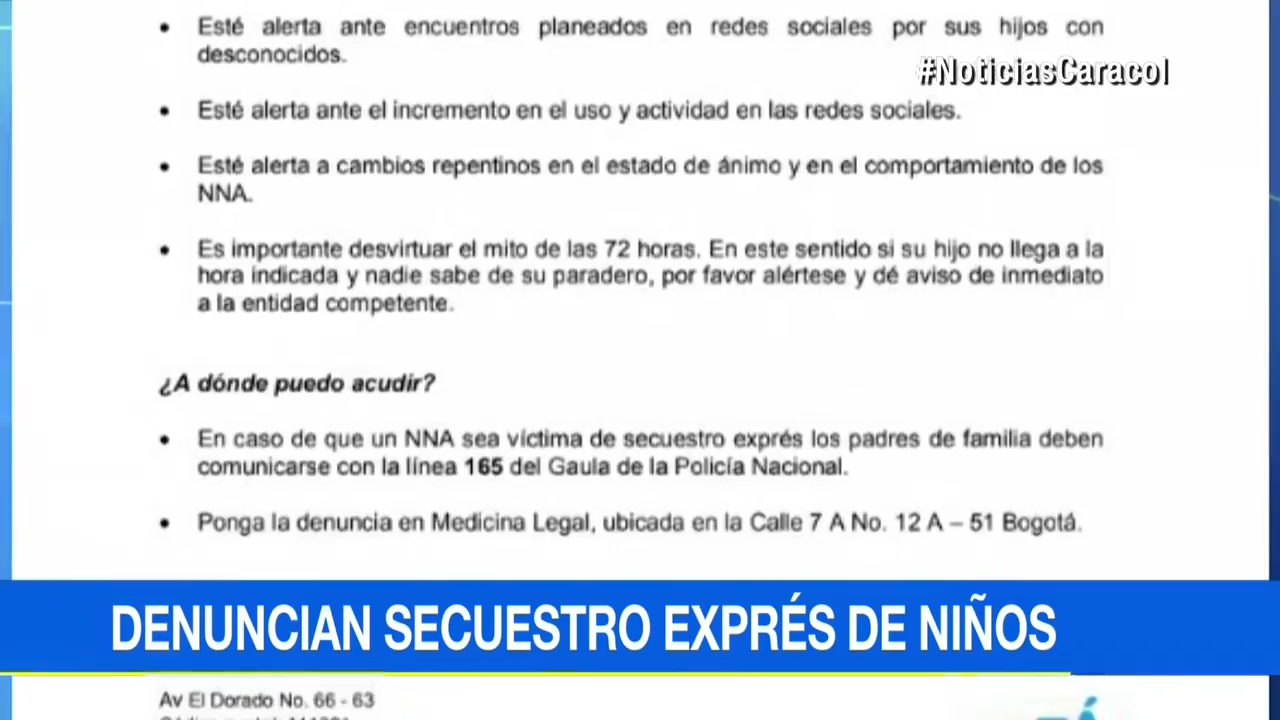 • Esté alerta ante encuentros planeados en redes sociales por sus hijos con
desconocidos.
#NoticiasCaracol
• Esté alerta ante el incremento en el uso y actividad en las redes sociales.
• Esté alerta a cambios repentinos en el estado de ánimo y en el comportamiento de los
NNA.
• Es importante desvirtuar el mito de las 72 horas. En este sentido si su hijo no llega a la
hora indicada y nadie sabe de su paradero, por favor alértese y dé aviso de inmediato
a la entidad competente.
¿A dónde puedo acudir?
• En caso de que un NNA sea víctima de secuestro exprés los padres de familia deben
comunicarse con la línea 165 del Gaula de la Policía Nacional.
• Ponga la denuncia en Medicina Legal, ubicada en la Calle 7 A No. 12 A – 51 Bogotá.
DENUNCIAN SECUESTRO EXPRÉS DE NIÑOS
Av El Dorado No. 66 - 63